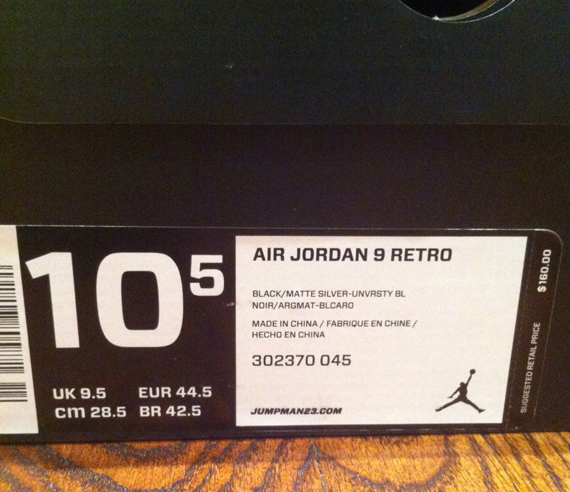 10 5
UK 9.5 EUR 44.5
cm 28.5 BR 42.5
AIR JORDAN 9 RETRO
BLACK/MATTE SILVER-UNVRSTY BL
NOIR/ARGMAT-BLCARO
MADE IN CHINA / FABRIQUE EN CHINE /
HECHO EN CHINA
302370 045
JUMPMAN23.COM
SUGGESTED RETAIL PRICE $160.00